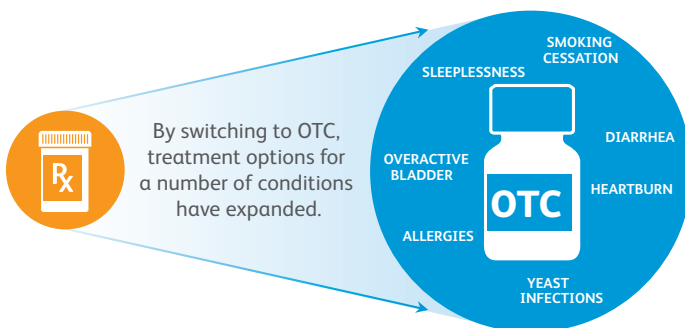 Rx
By switching to OTC,
treatment options for
a number of conditions
have expanded.
SMOKING
CESSATION
SLEEPLESSNESS
DIARRHEA
OVERACTIVE
BLADDER
HEARTBURN
OTC
ALLERGIES
YEAST
INFECTIONS